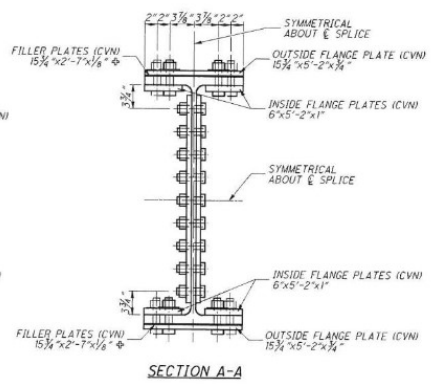 2" 2" 3⅞" 3⅞" 2" 2"
SYMMETRICAL
ABOUT ℄ SPLICE
FILLER PLATES (CVN)
15¾"x2'-7"x⅛"
OUTSIDE FLANGE PLATE (CVN)
15¾"x5'-2"x¾"
3¾"
INSIDE FLANGE PLATES (CVN)
6"x5'-2"x1"
SYMMETRICAL
ABOUT ℄ SPLICE
3¾"
INSIDE FLANGE PLATES (CVN)
6"x5'-2"x1"
FILLER PLATES (CVN)
15¾"x2'-7"x⅛"
OUTSIDE FLANGE PLATE (CVN)
15¾"x5'-2"x¾"
SECTION A-A